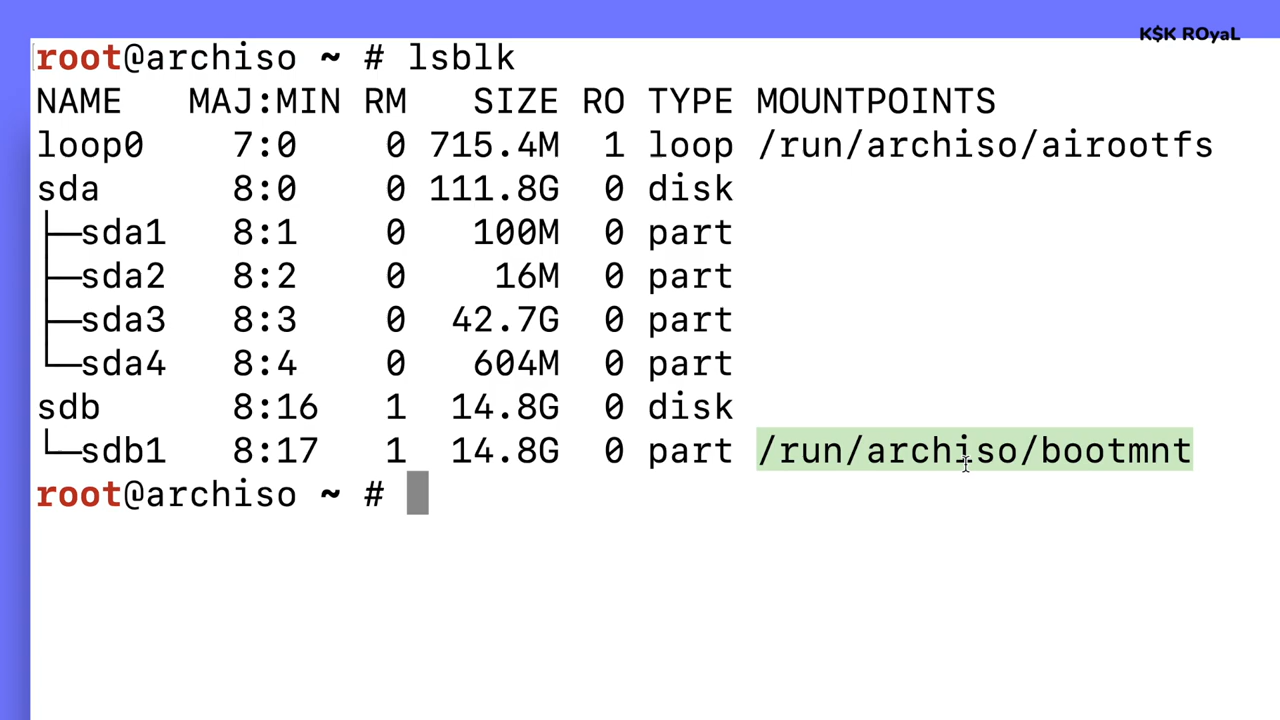 K$K ROyaL
root@archiso ~ # lsblk
NAME   MAJ:MIN RM   SIZE RO TYPE MOUNTPOINTS
loop0    7:0    0 715.4M  1 loop /run/archiso/airootfs
sda      8:0    0 111.8G  0 disk
├─sda1   8:1    0   100M  0 part
├─sda2   8:2    0    16M  0 part
├─sda3   8:3    0  42.7G  0 part
└─sda4   8:4    0   604M  0 part
sdb      8:16   1  14.8G  0 disk
└─sdb1   8:17   1  14.8G  0 part /run/archiso/bootmnt
root@archiso ~ #